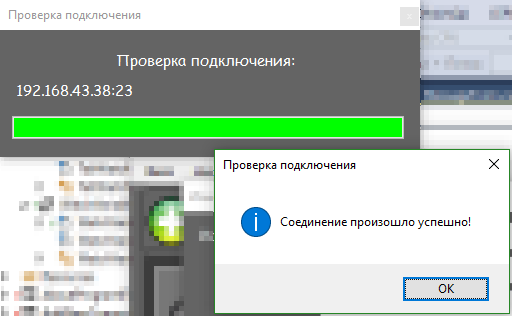 Проверка подключения
Проверка подключения:
192.168.43.38:23
Проверка подключения
Соединение произошло успешно!
OK